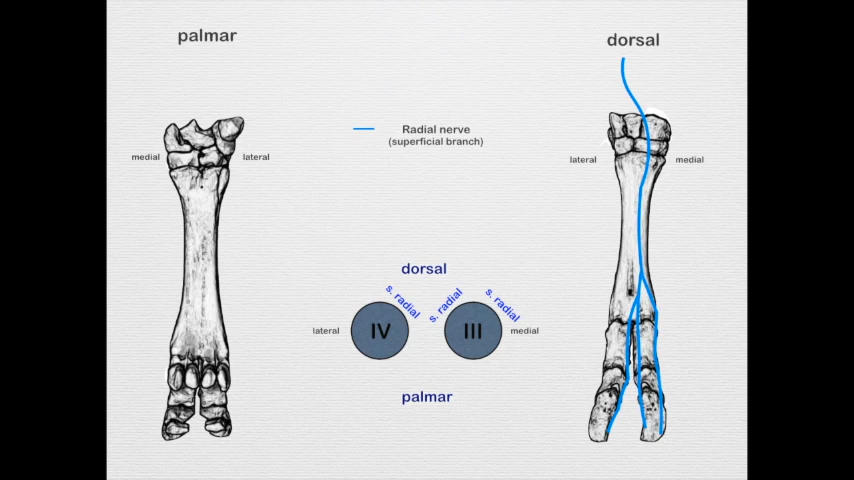 palmar
dorsal
Radial nerve
(superficial branch)
medial
lateral
lateral
medial
dorsal
s. radial
s. radial
s. radial
lateral
IV
III
medial
palmar